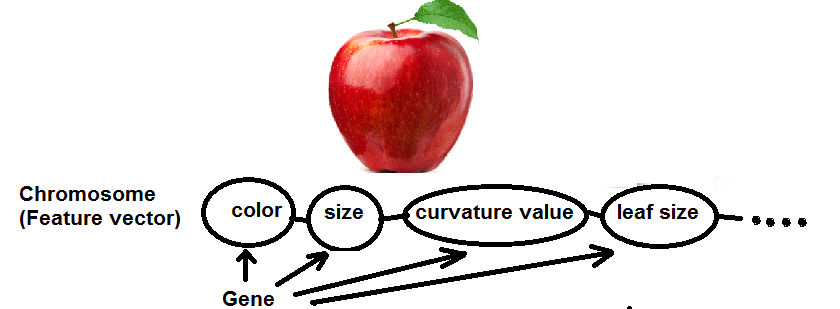 Chromosome
(Feature vector)
color
size
curvature value
leaf size
Gene